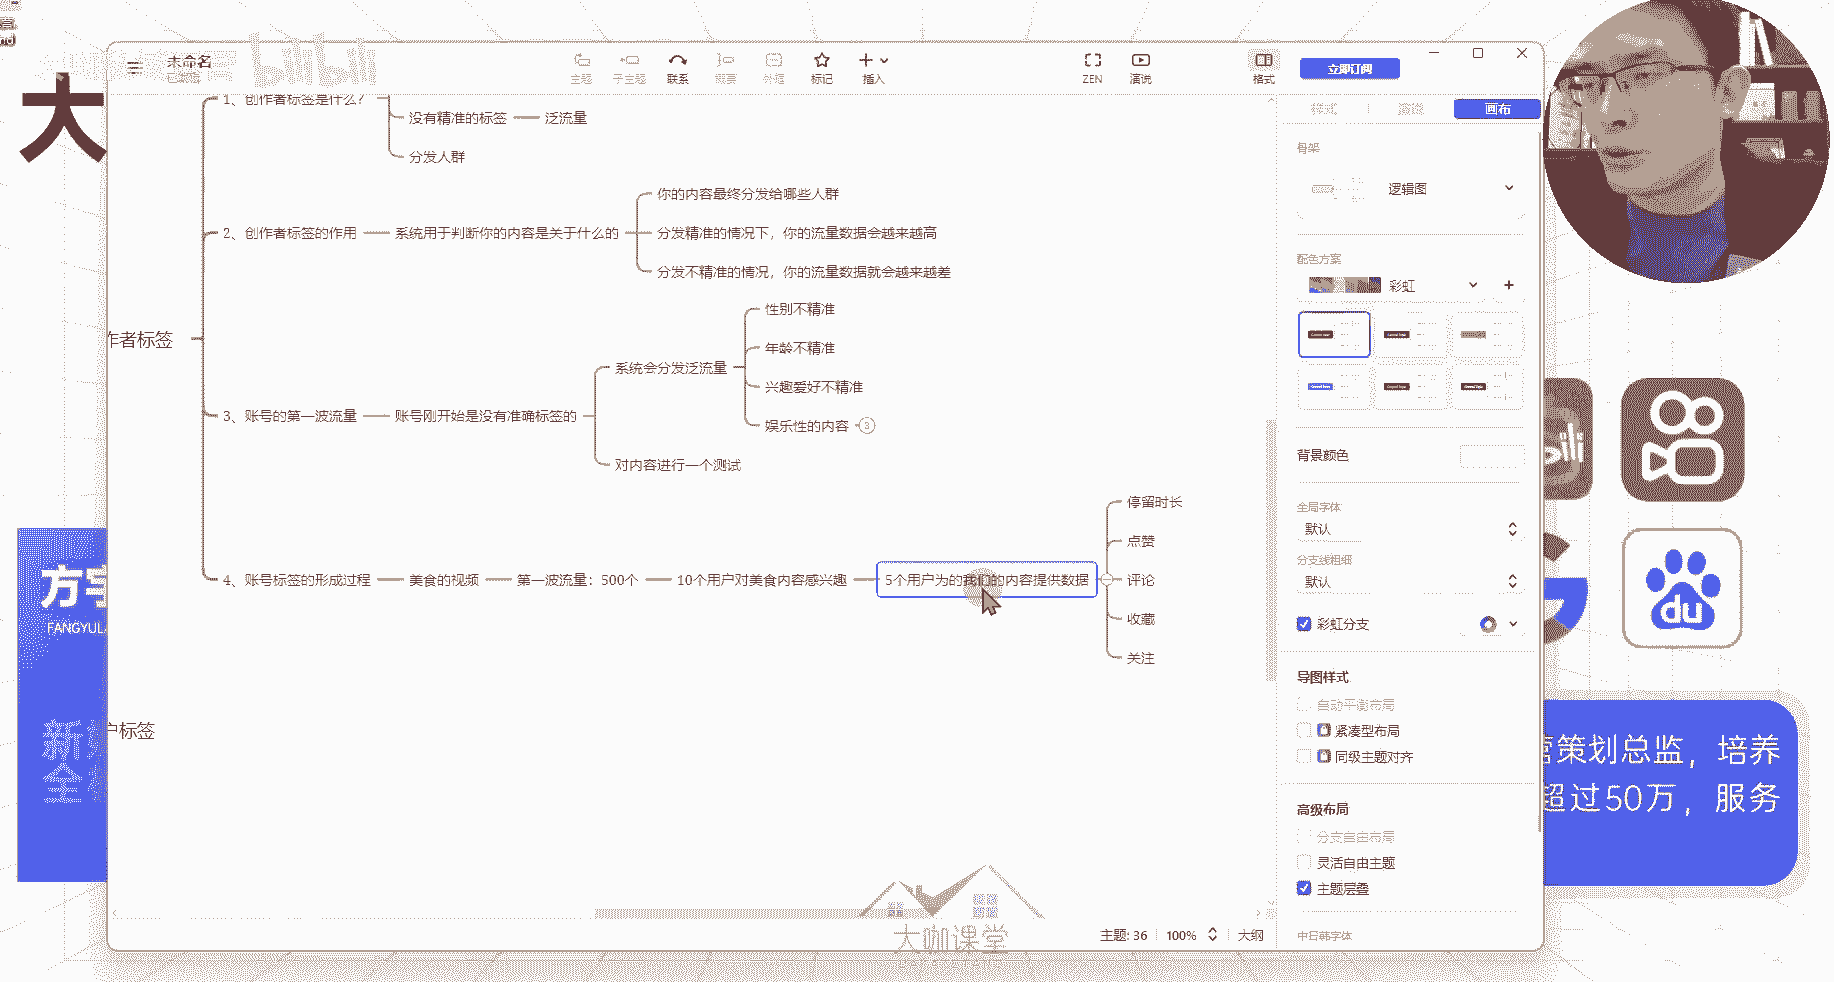 未命名
bilibili
主题
子主题
联系
概要
外框
标记
插入
ZEN
演说
格式
立即订阅
大
样式
演说
画布
1、创作者标签是什么?
没有精准的标签
泛流量
分发人群
2、创作者标签的作用
系统用于判断你的内容是关于什么的
你的内容最终分发给哪些人群
分发精准的情况下，你的流量数据会越来越高
分发不精准的情况，你的流量数据就会越来越差
作者标签
3、账号的第一波流量
账号刚开始是没有准确标签的
系统会分发泛流量
性别不精准
年龄不精准
兴趣爱好不精准
娱乐性的内容
3
对内容进行一个测试
4、账号标签的形成过程
美食的视频
第一波流量：500个
10个用户对美食内容感兴趣
5个用户为的我们的内容提供数据
停留时长
点赞
评论
收藏
关注
户标签
骨架
逻辑图
配色方案
彩虹
背景颜色
全局字体
默认
分支线粗细
默认
彩虹分支
导图样式
自动平衡布局
紧凑型布局
同级主题对齐
高级布局
分支自由布局
灵活自由主题
主题层叠
中日韩字体
主题: 36
100%
大纲
大咖课堂
方宇
FANGYUL
新
全
bili
du
营策划总监，培养
超过50万，服务